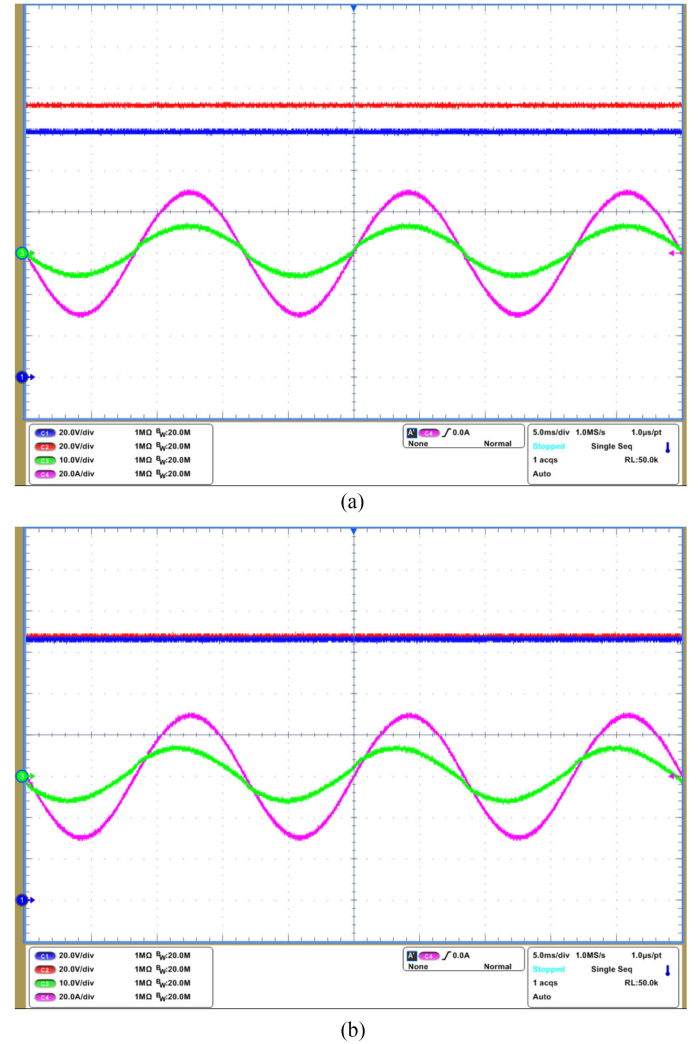 3
1
C1 20.0V/div 1MΩ BW:20.0M
C2 20.0V/div 1MΩ BW:20.0M
C3 10.0V/div 1MΩ BW:20.0M
C4 20.0A/div 1MΩ BW:20.0M
A' C4 0.0A
None Normal
5.0ms/div 1.0MS/s 1.0µs/pt
Stopped Single Seq
1 acqs RL:50.0k
Auto
(a)
3
1
C1 20.0V/div 1MΩ BW:20.0M
C2 20.0V/div 1MΩ BW:20.0M
C3 10.0V/div 1MΩ BW:20.0M
C4 20.0A/div 1MΩ BW:20.0M
A' C4 0.0A
None Normal
5.0ms/div 1.0MS/s 1.0µs/pt
Stopped Single Seq
1 acqs RL:50.0k
Auto
(b)